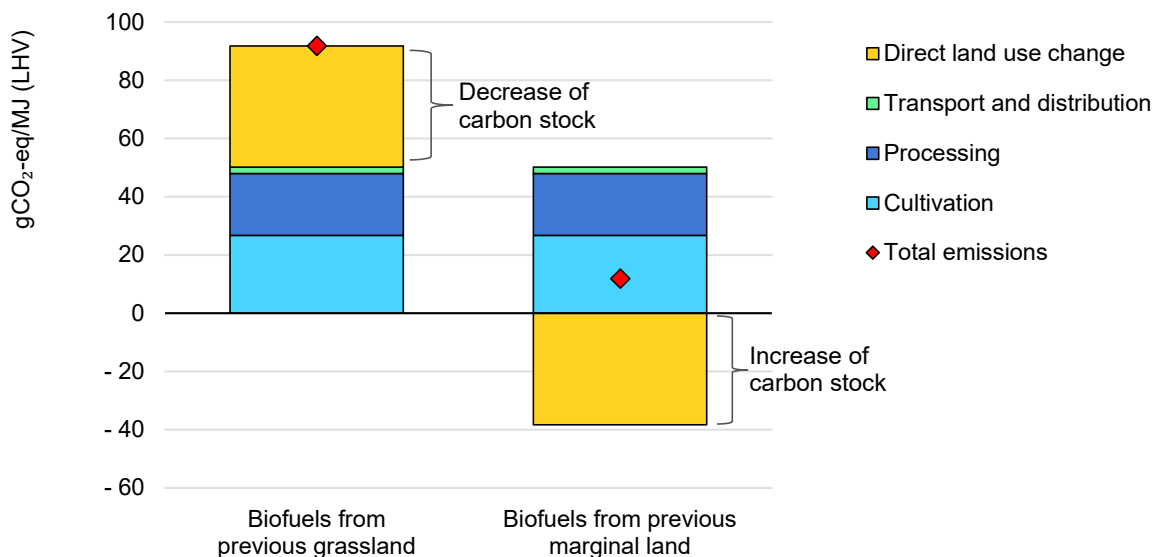 gCO₂-eq/MJ (LHV)
100
80
60
40
20
0
- 20
- 40
- 60
Decrease of
carbon stock
Increase of
carbon stock
Biofuels from
previous grassland
Biofuels from previous
marginal land
Direct land use change
Transport and distribution
Processing
Cultivation
Total emissions